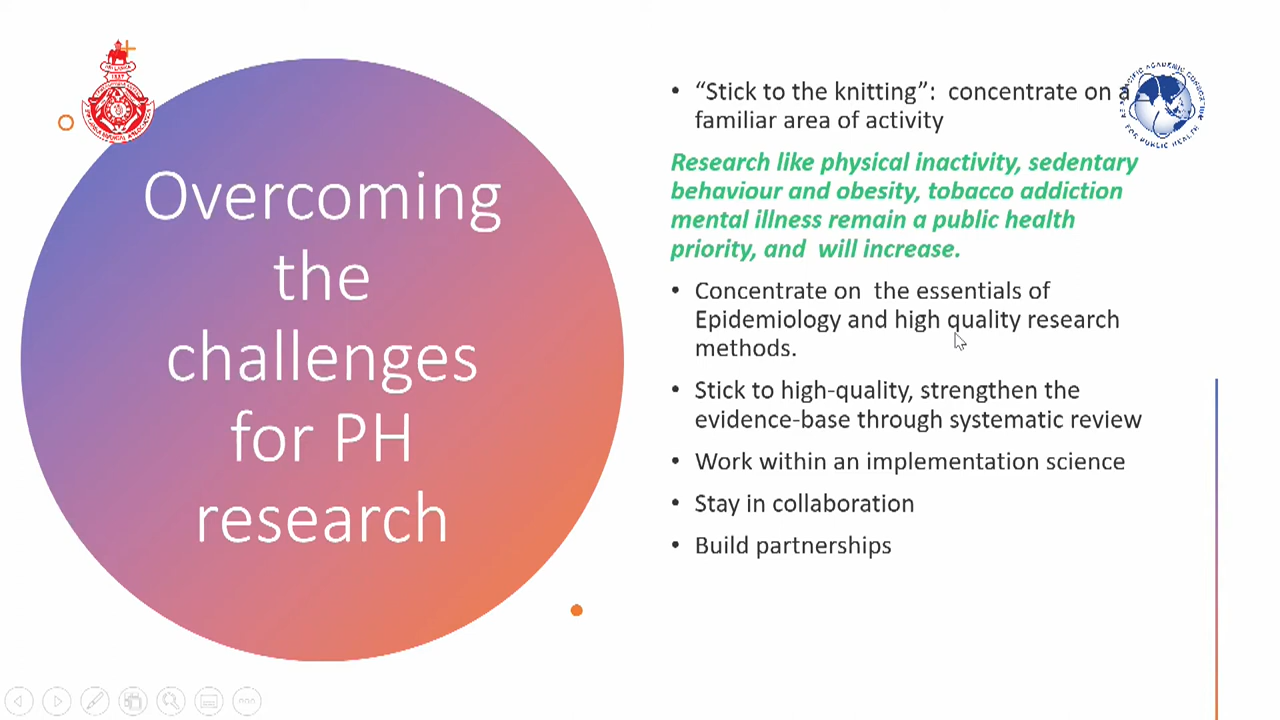 Overcoming
the
challenges
for PH
research
• “Stick to the knitting”:  concentrate on a
familiar area of activity
Research like physical inactivity, sedentary
behaviour and obesity, tobacco addiction
mental illness remain a public health
priority, and  will increase.
• Concentrate on  the essentials of
Epidemiology and high quality research
methods.
• Stick to high-quality, strengthen the
evidence-base through systematic review
• Work within an implementation science
• Stay in collaboration
• Build partnerships
FOR PUBLIC HEALTH